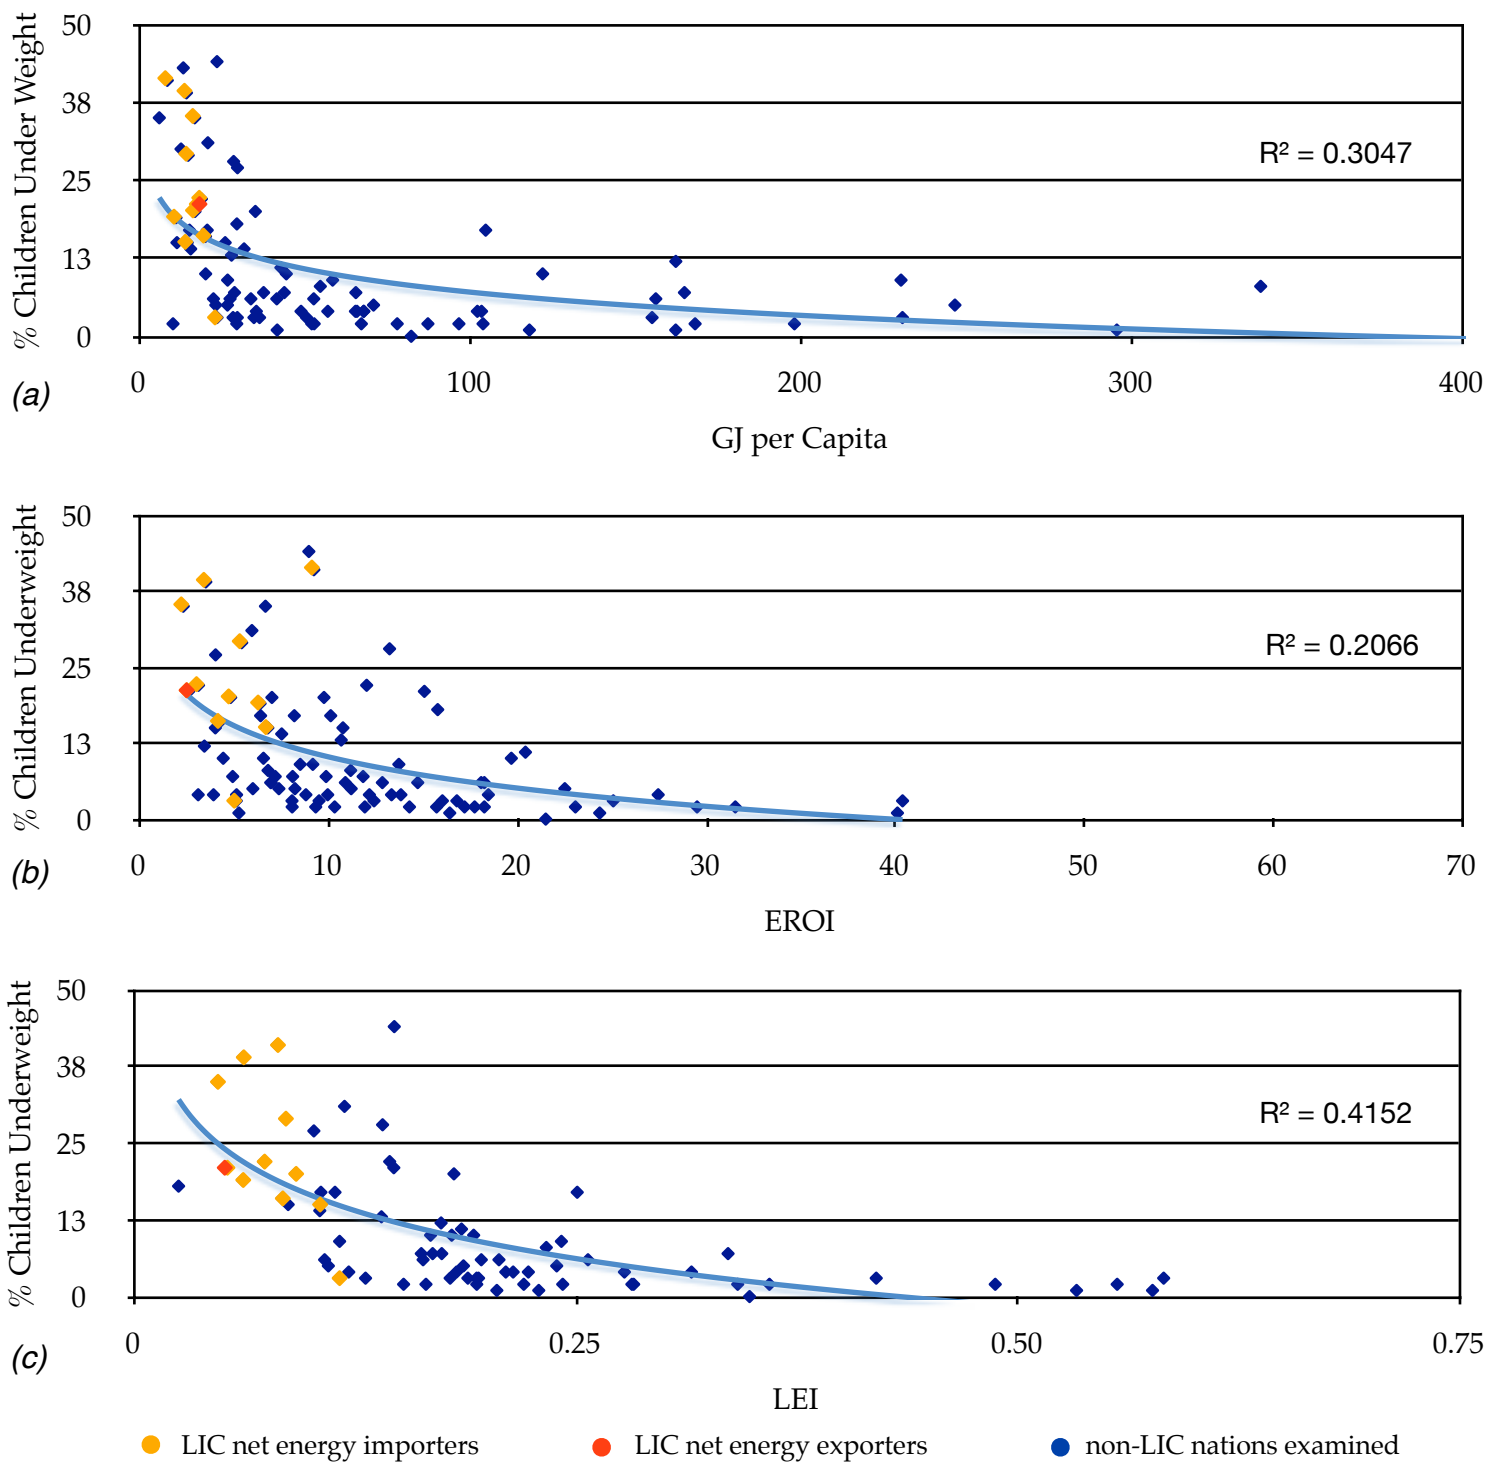 % Children Under Weight
50
38
25
13
0
R² = 0.3047
0 100 200 300 400
(a)
GJ per Capita
% Children Underweight
50
38
25
13
0
R² = 0.2066
0 10 20 30 40 50 60 70
(b)
EROI
% Children Underweight
50
38
25
13
0
R² = 0.4152
0 0.25 0.50 0.75
(c)
LEI
LIC net energy importers LIC net energy exporters non-LIC nations examined